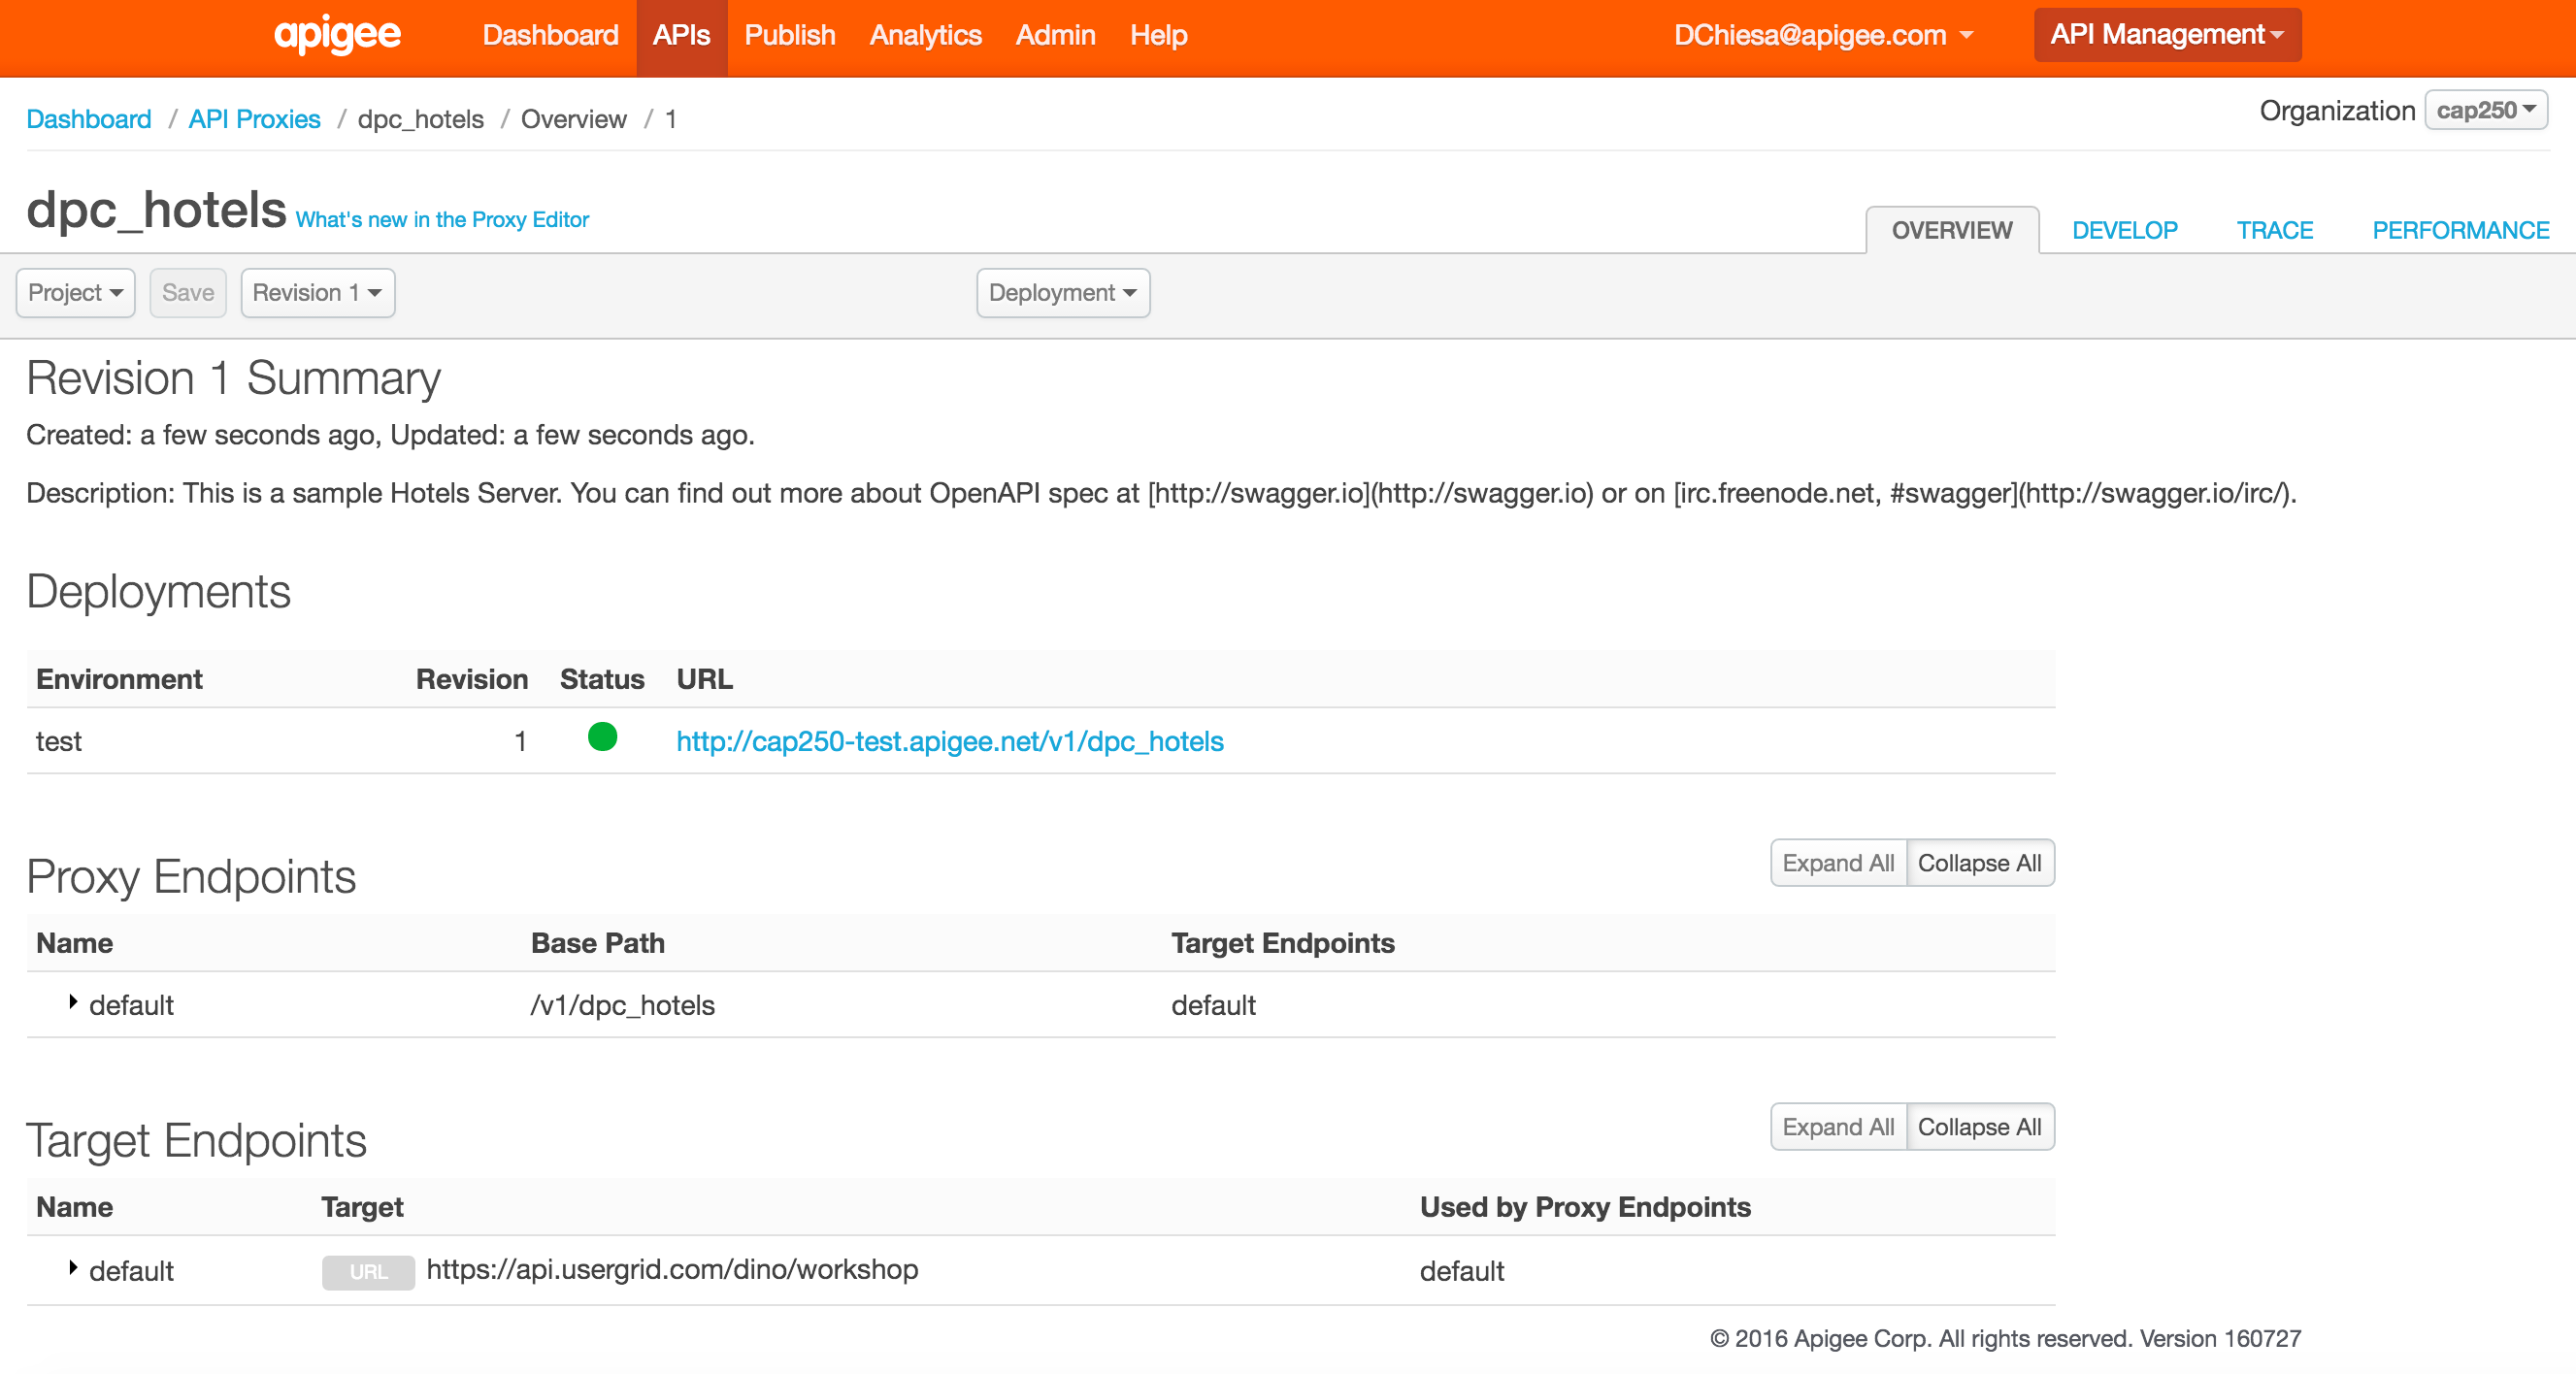 apigee Dashboard APIs Publish Analytics Admin Help DChiesa@apigee.com API Management
Dashboard / API Proxies / dpc_hotels / Overview / 1 Organization cap250
dpc_hotels What's new in the Proxy Editor OVERVIEW DEVELOP TRACE PERFORMANCE
Project Save Revision 1 Deployment
Revision 1 Summary
Created: a few seconds ago, Updated: a few seconds ago.
Description: This is a sample Hotels Server. You can find out more about OpenAPI spec at [http://swagger.io](http://swagger.io) or on [irc.freenode.net, #swagger](http://swagger.io/irc/).
Deployments
Environment Revision Status URL
test 1 http://cap250-test.apigee.net/v1/dpc_hotels
Proxy Endpoints Expand All Collapse All
Name Base Path Target Endpoints
default /v1/dpc_hotels default
Target Endpoints Expand All Collapse All
Name Target Used by Proxy Endpoints
default URL https://api.usergrid.com/dino/workshop default
© 2016 Apigee Corp. All rights reserved. Version 160727